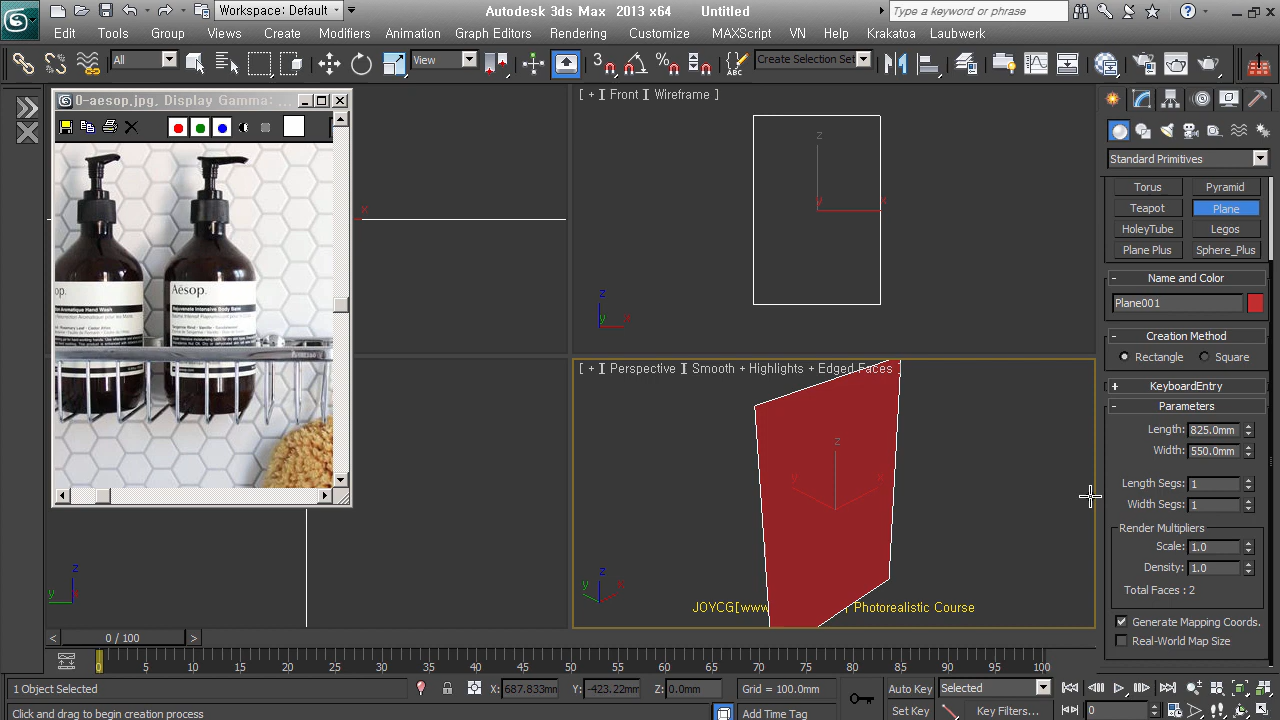 Workspace: Default
Autodesk 3ds Max 2013 x64 Untitled
Type a keyword or phrase
Edit Tools Group Views Create Modifiers Animation Graph Editors Rendering Customize MAXScript VN Help Krakatoa Laubwerk
All
View
3
Create Selection Set
0-aesop.jpg, Display Gamma: ...
Aēsop.
Rejuvenate Intensive Body Balm
op.
[ + ] Front ] Wireframe ]
z
y
x
z
y
x
x
[ + ] Perspective ] Smooth + Highlights + Edged Faces
z
y
x
z
y
x
JOYCG[www
Photorealistic Course
z
y
x
Standard Primitives
Torus Pyramid
Teapot Plane
HoleyTube Legos
Plane Plus Sphere_Plus
- Name and Color
Plane001
- Creation Method
Rectangle Square
+ KeyboardEntry
- Parameters
Length: 825.0mm
Width: 550.0mm
Length Segs: 1
Width Segs: 1
Render Multipliers
Scale: 1.0
Density: 1.0
Total Faces : 2
Generate Mapping Coords.
Real-World Map Size
< 0 / 100 >
0 5 10 15 20 25 30 35 40 45 50 55 60 65 70 75 80 85 90 95 100
1 Object Selected
X: 687.833mm Y: -423.22mm Z: 0.0mm Grid = 100.0mm
Auto Key Selected
Click and drag to begin creation process
Add Time Tag
Set Key Key Filters...
0